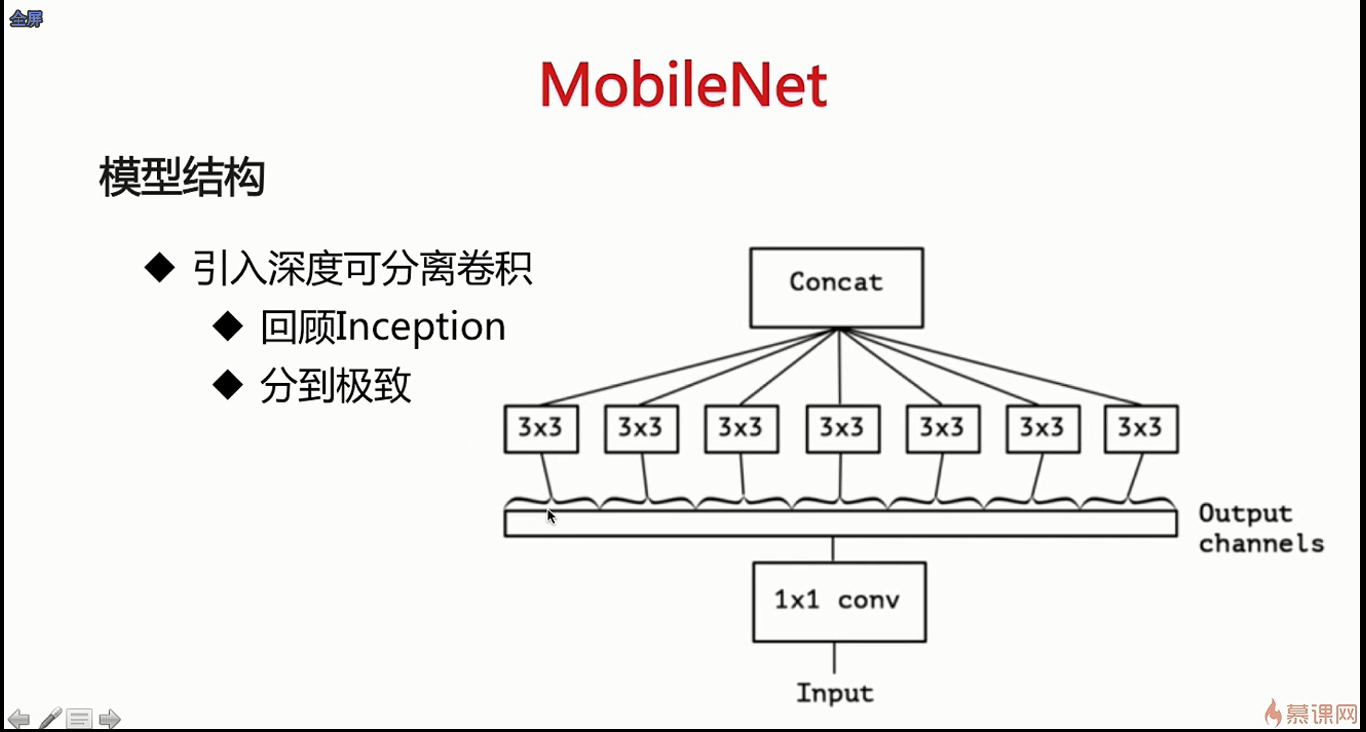 全屏
MobileNet
模型结构
引入深度可分离卷积
回顾Inception
分到极致
Concat
3x3 3x3 3x3 3x3 3x3 3x3 3x3
Output
channels
1x1 conv
Input
慕课网